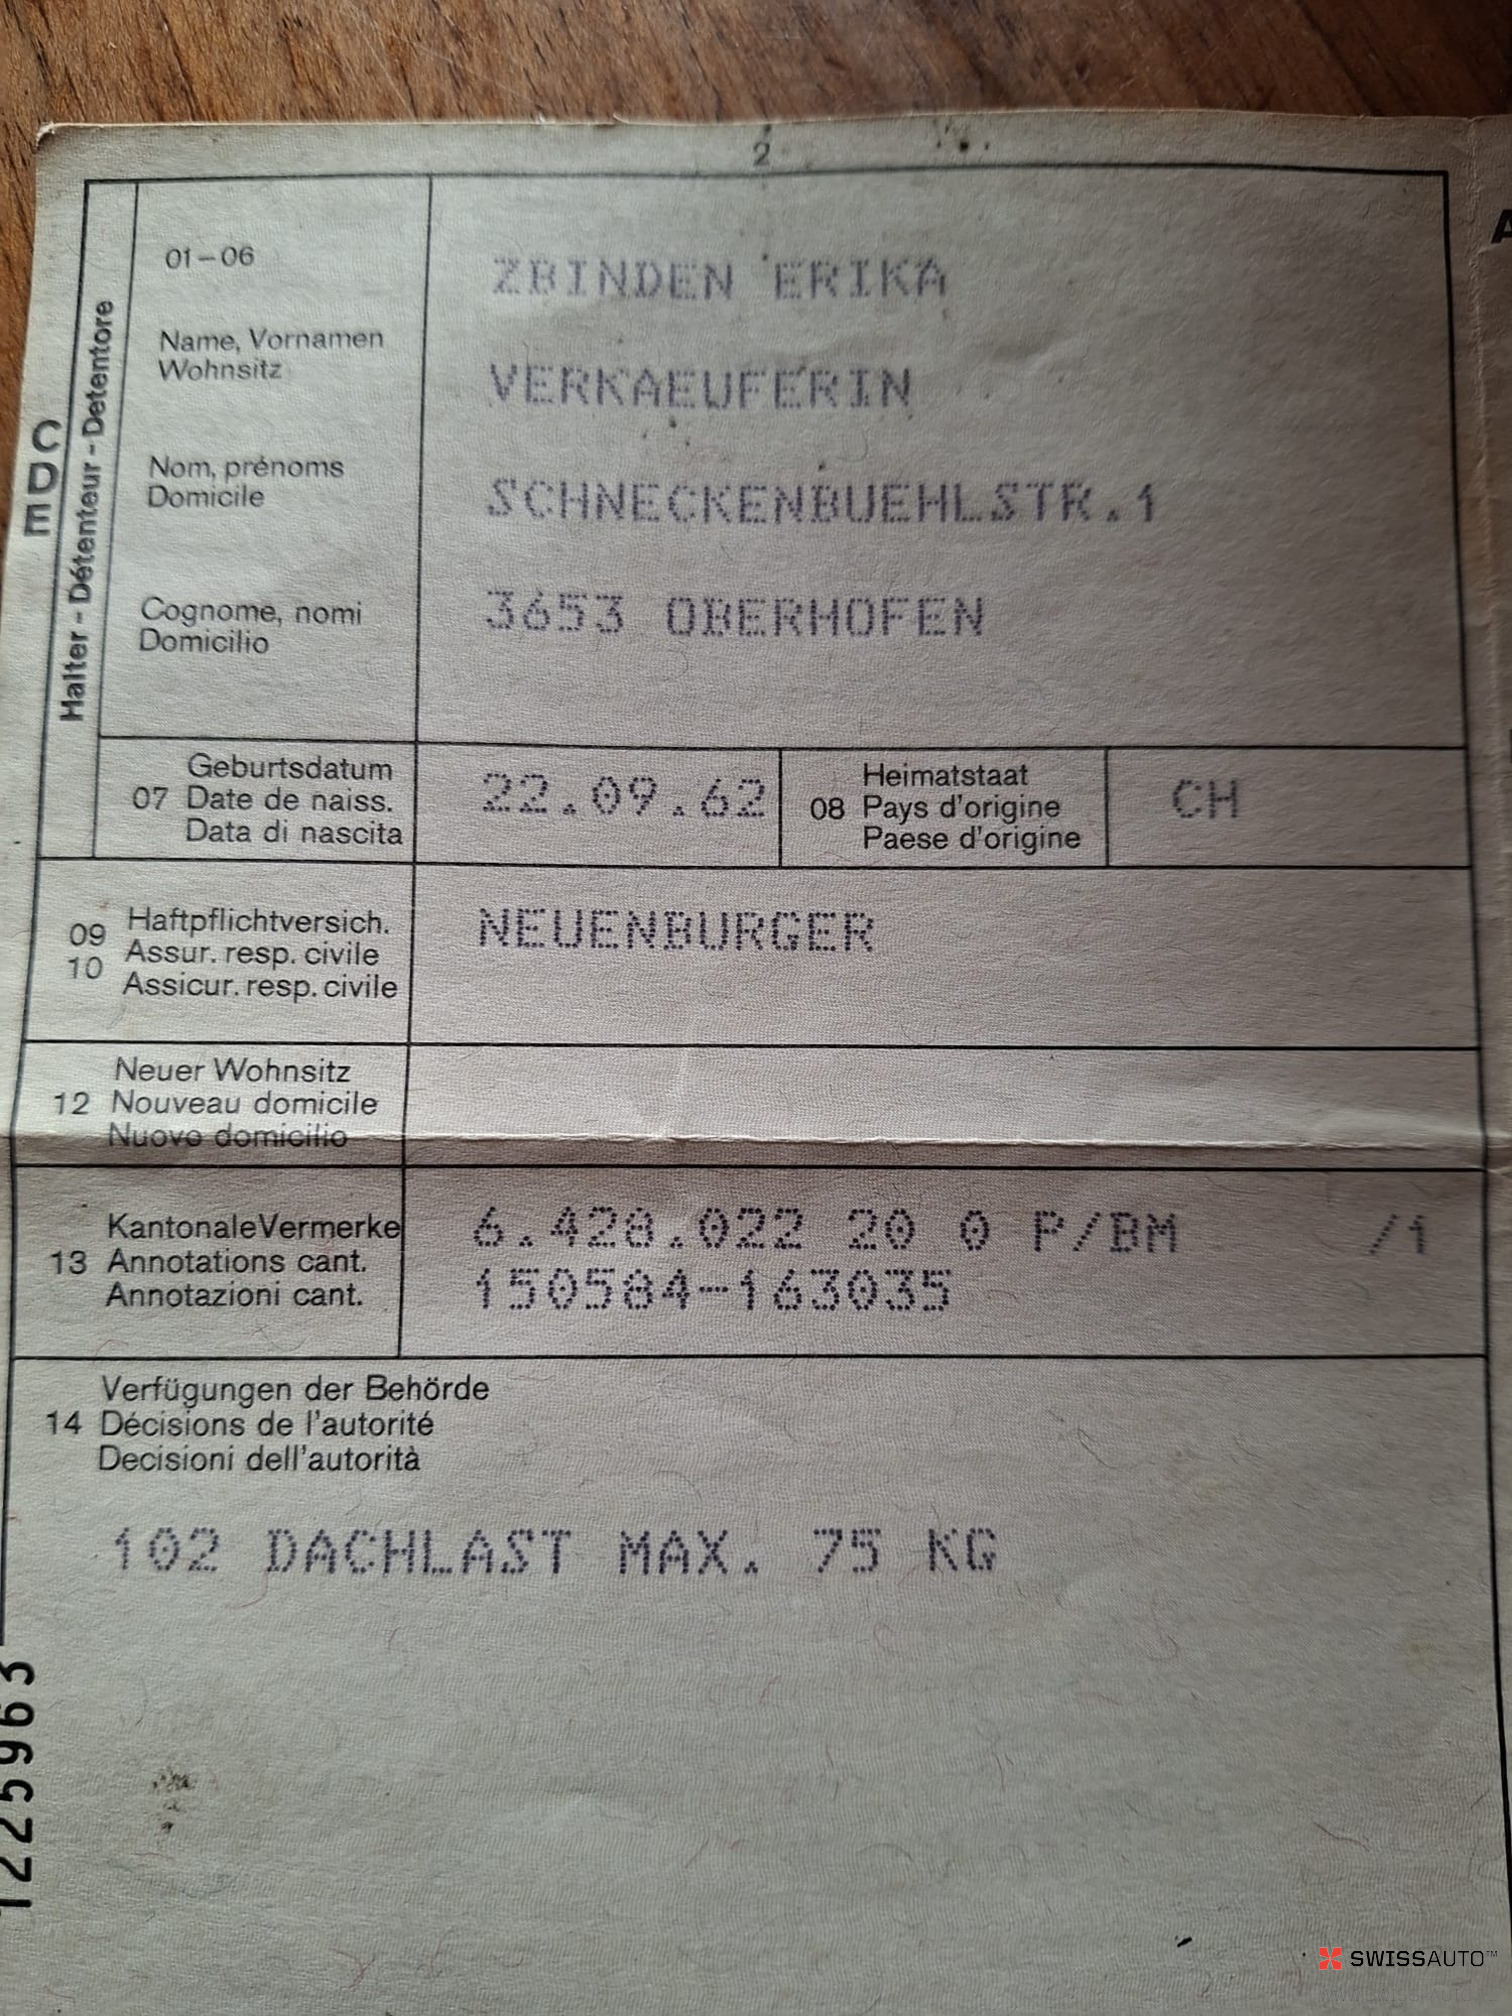 2
C
D
E
Halter - Détenteur - Detentore
01–06
Name, Vornamen
Wohnsitz
Nom, prénoms
Domicile
Cognome, nomi
Domicilio
ZBINDEN ERIKA
VERKAEUFERIN
SCHNECKENBUEHLSTR.1
3653 OBERHOFEN
07
Geburtsdatum
Date de naiss.
Data di nascita
22.09.62
08
Heimatstaat
Pays d'origine
Paese d'origine
CH
09
10
Haftpflichtversich.
Assur. resp. civile
Assicur. resp. civile
NEUENBURGER
12
Neuer Wohnsitz
Nouveau domicile
Nuovo domicilio
13
KantonaleVermerke
Annotations cant.
Annotazioni cant.
6.428.022 20 0 P/BM /1
150584-163035
14
Verfügungen der Behörde
Décisions de l'autorité
Decisioni dell'autorità
102 DACHLAST MAX. 75 KG
1225963
A
SWISSAUTO™